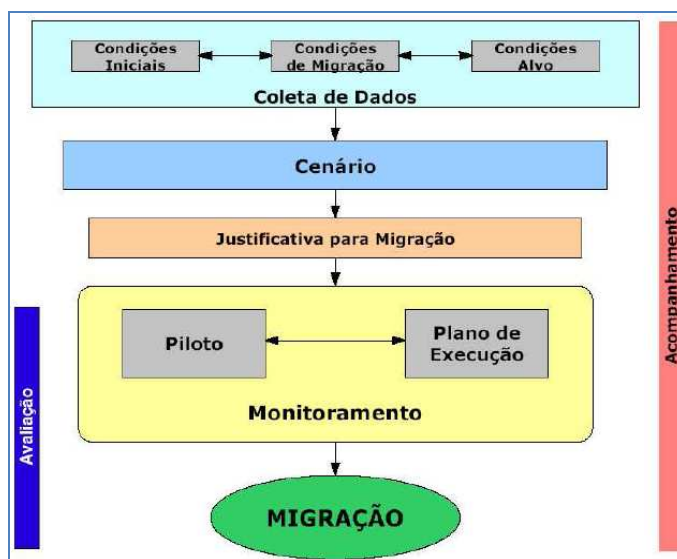 Condições
Iniciais
Condições
de Migração
Condições
Alvo
Coleta de Dados
Cenário
Justificativa para Migração
Piloto
Plano de
Execução
Monitoramento
MIGRAÇÃO
Avaliação
Acompanhamento